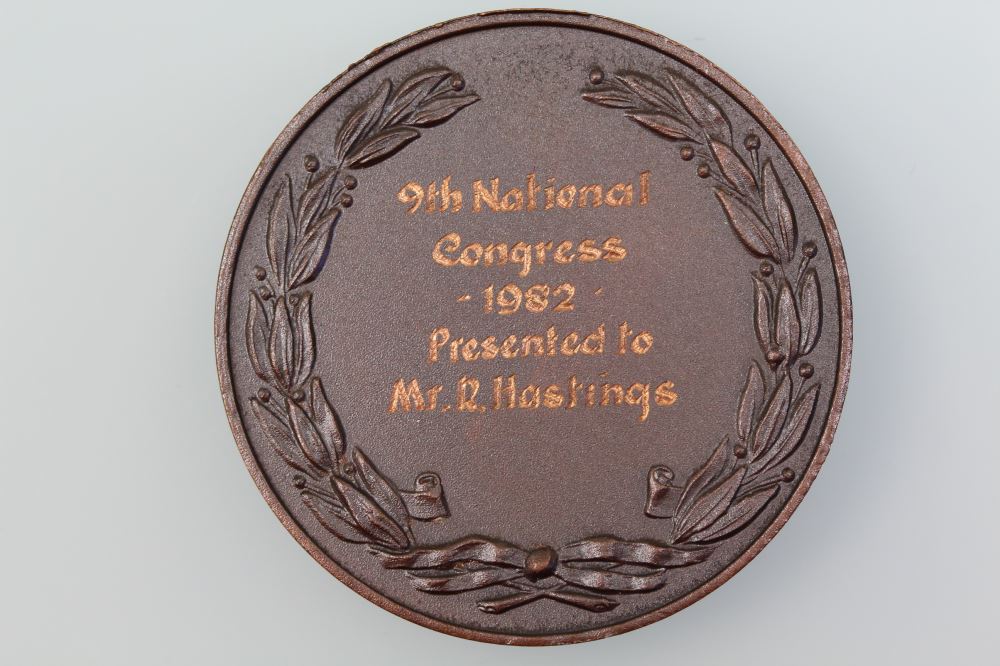 9th National
Congress
- 1982 -
Presented to
Mr. R. Hastings